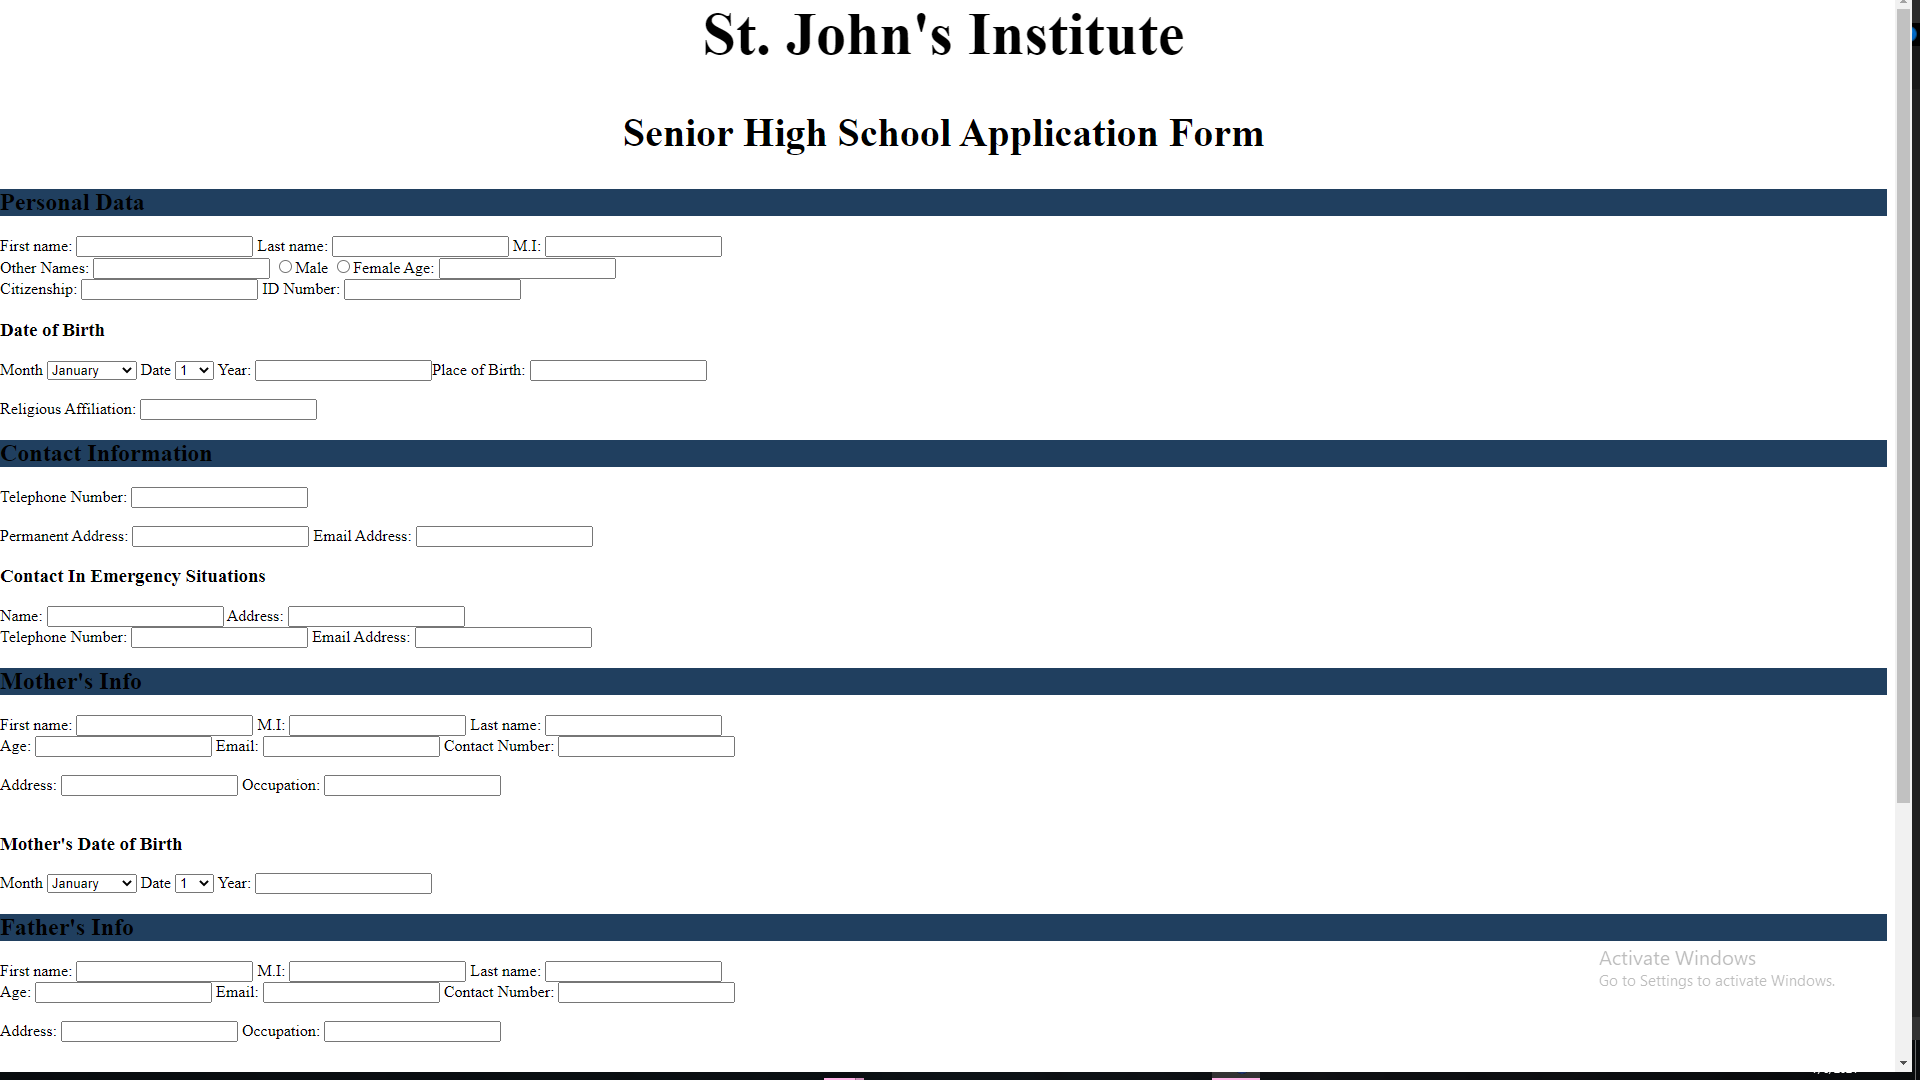 St. John's Institute
Senior High School Application Form
Personal Data
First name: Last name: M.I:
Other Names: Male Female Age:
Citizenship: ID Number:
Date of Birth
Month January Date 1 Year: Place of Birth:
Religious Affiliation:
Contact Information
Telephone Number:
Permanent Address: Email Address:
Contact In Emergency Situations
Name: Address:
Telephone Number: Email Address:
Mother's Info
First name: M.I: Last name:
Age: Email: Contact Number:
Address: Occupation:
Mother's Date of Birth
Month January Date 1 Year:
Father's Info
First name: M.I: Last name:
Age: Email: Contact Number:
Address: Occupation:
Activate Windows
Go to Settings to activate Windows.